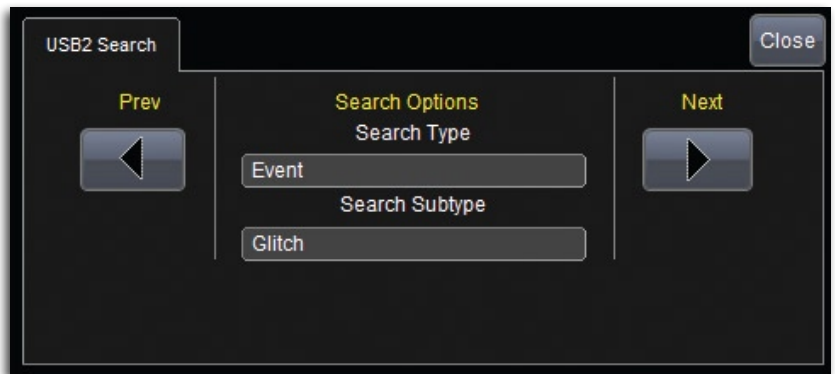 USB2 Search
Close
Prev
Search Options
Next
Search Type
Event
Search Subtype
Glitch